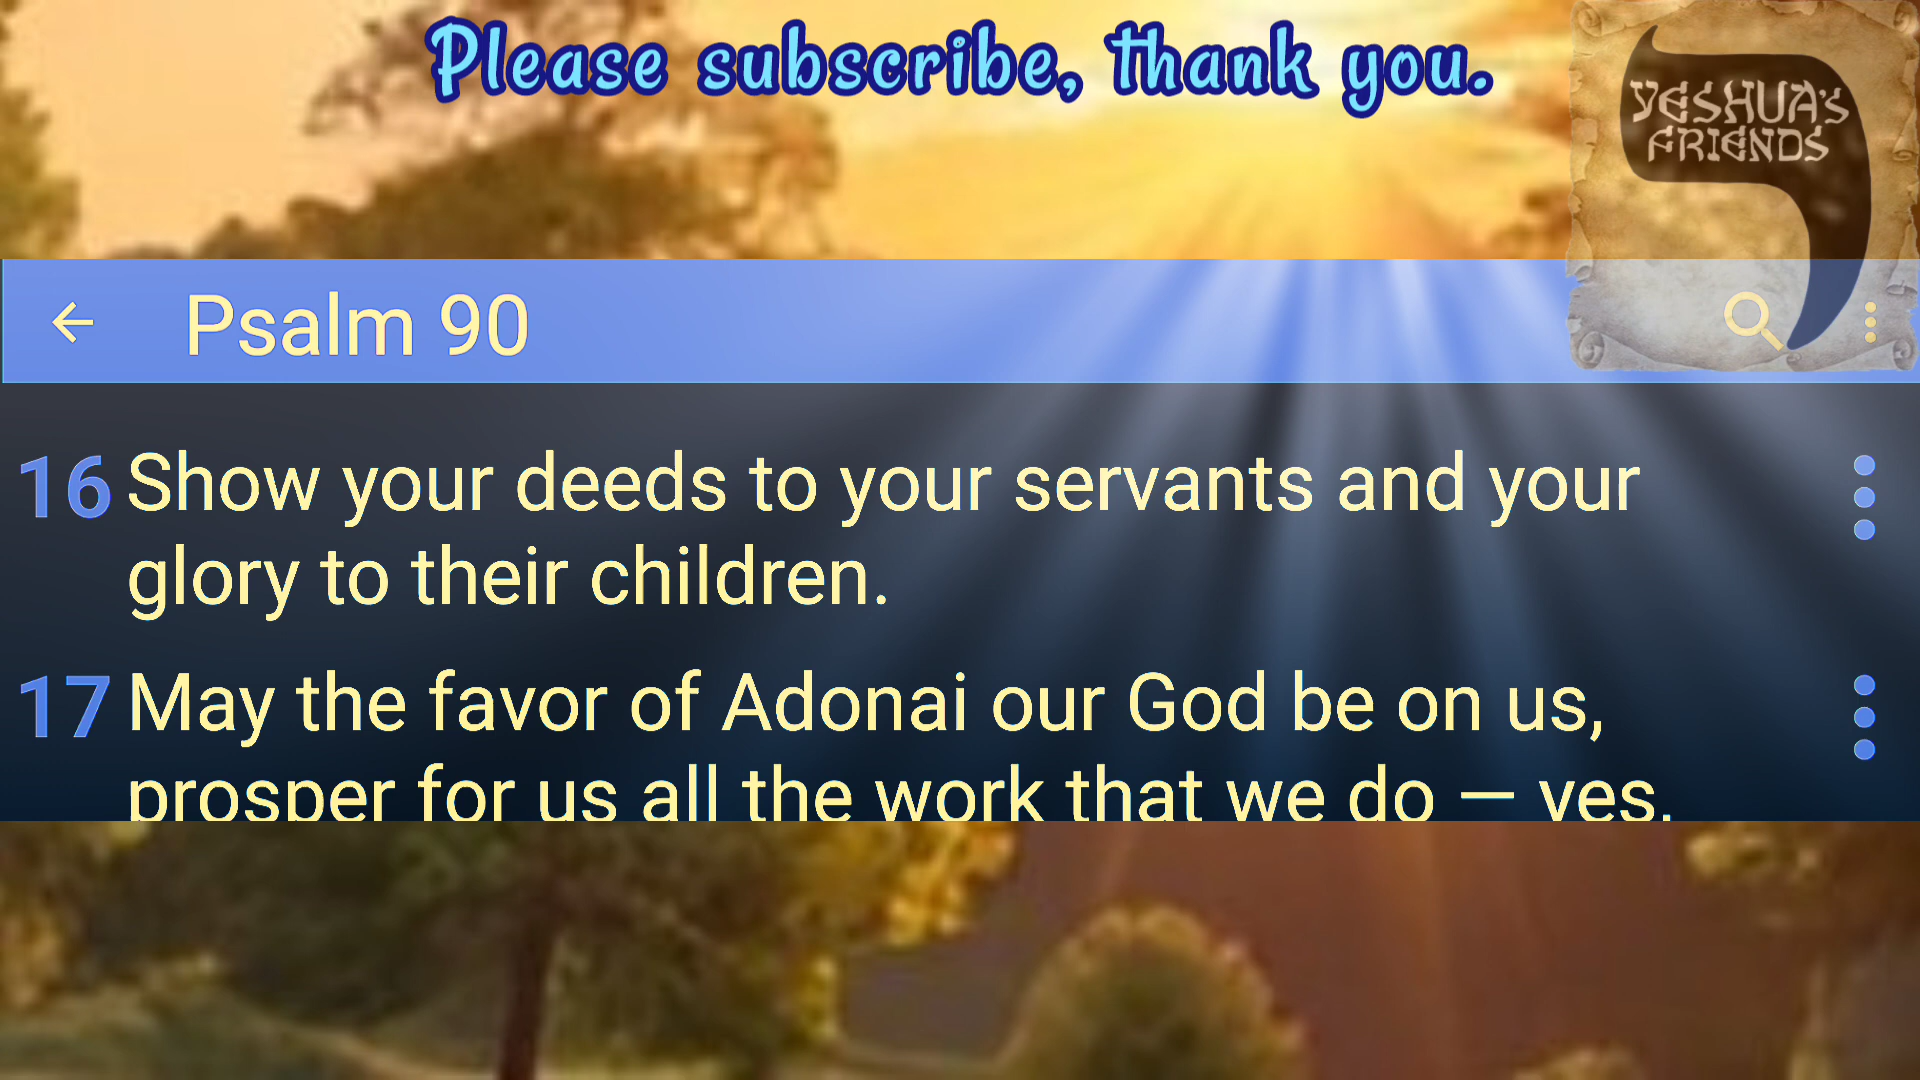 Please subscribe, thank you.
YESHUA'S
FRIENDS
Psalm 90
16 Show your deeds to your servants and your
glory to their children.
17 May the favor of Adonai our God be on us,
prosper for us all the work that we do — yes,